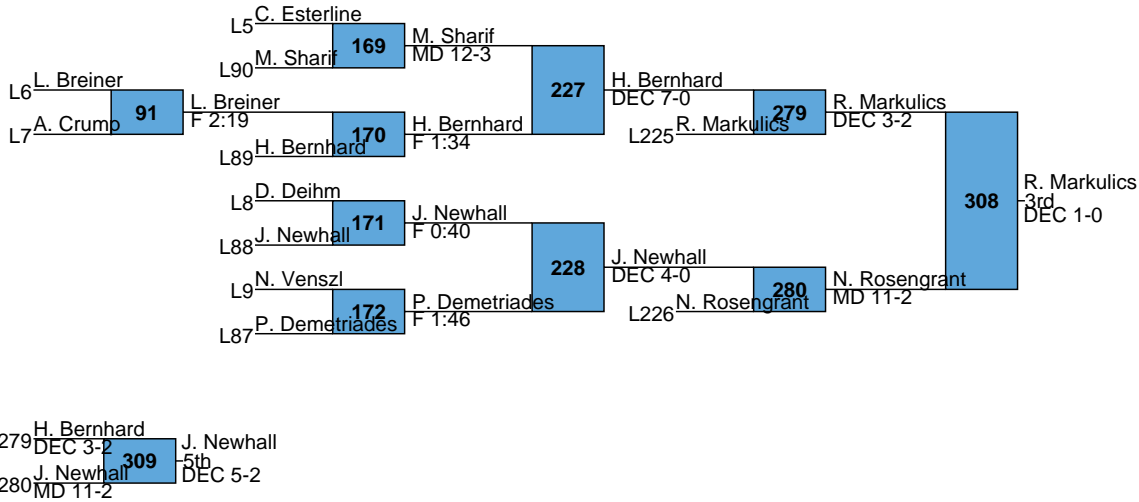 C. Esterline
L5
169
M. Sharif
MD 12-3
M. Sharif
L90
L. Breiner
L6
91
L. Breiner
F 2:19
A. Crump
L7
170
H. Bernhard
F 1:34
H. Bernhard
L89
227
H. Bernhard
DEC 7-0
279
R. Markulics
DEC 3-2
R. Markulics
L225
D. Deihm
L8
171
J. Newhall
F 0:40
J. Newhall
L88
N. Venszl
L9
172
P. Demetriades
F 1:46
P. Demetriades
L87
228
J. Newhall
DEC 4-0
280
N. Rosengrant
MD 11-2
N. Rosengrant
L226
308
R. Markulics
3rd
DEC 1-0
H. Bernhard
279
DEC 3-2
309
J. Newhall
5th
DEC 5-2
J. Newhall
280
MD 11-2